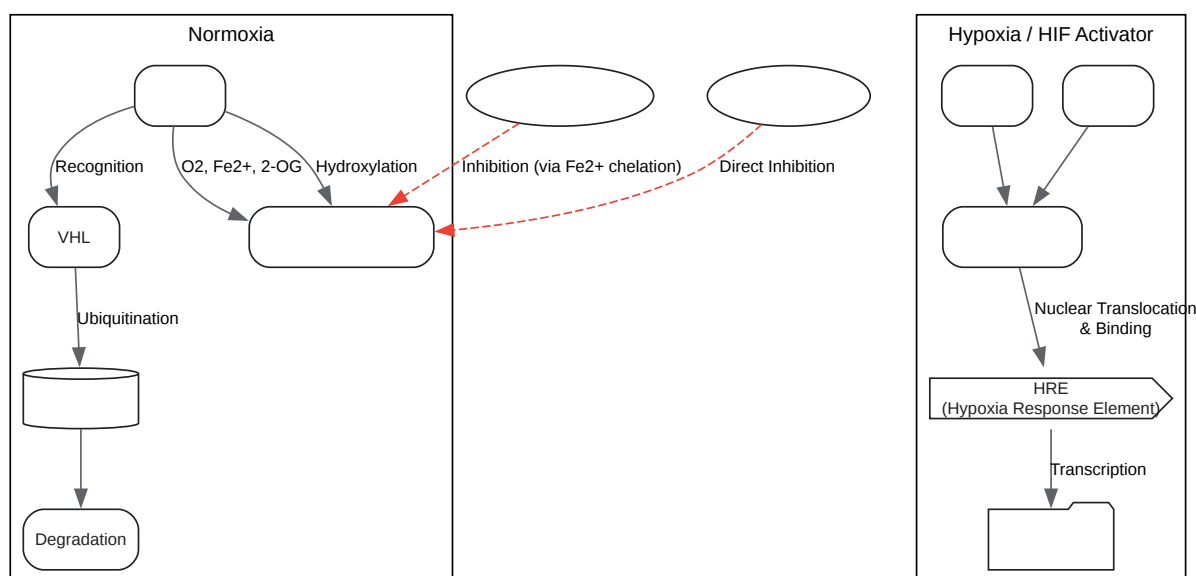 Normoxia
Hypoxia / HIF Activator
Recognition
O2, Fe2+, 2-OG
Hydroxylation
Inhibition (via Fe2+ chelation)
Direct Inhibition
VHL
Ubiquitination
Nuclear Translocation
& Binding
HRE
(Hypoxia Response Element)
Transcription
Degradation